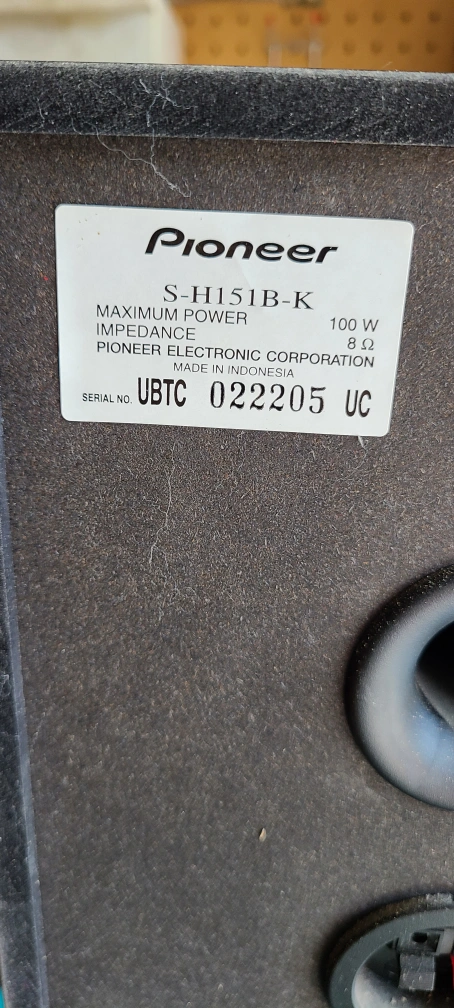 Pioneer
S-H151B-K
MAXIMUM POWER 100 W
IMPEDANCE 8 Ω
PIONEER ELECTRONIC CORPORATION
MADE IN INDONESIA
SERIAL NO. UBTC 022205 UC